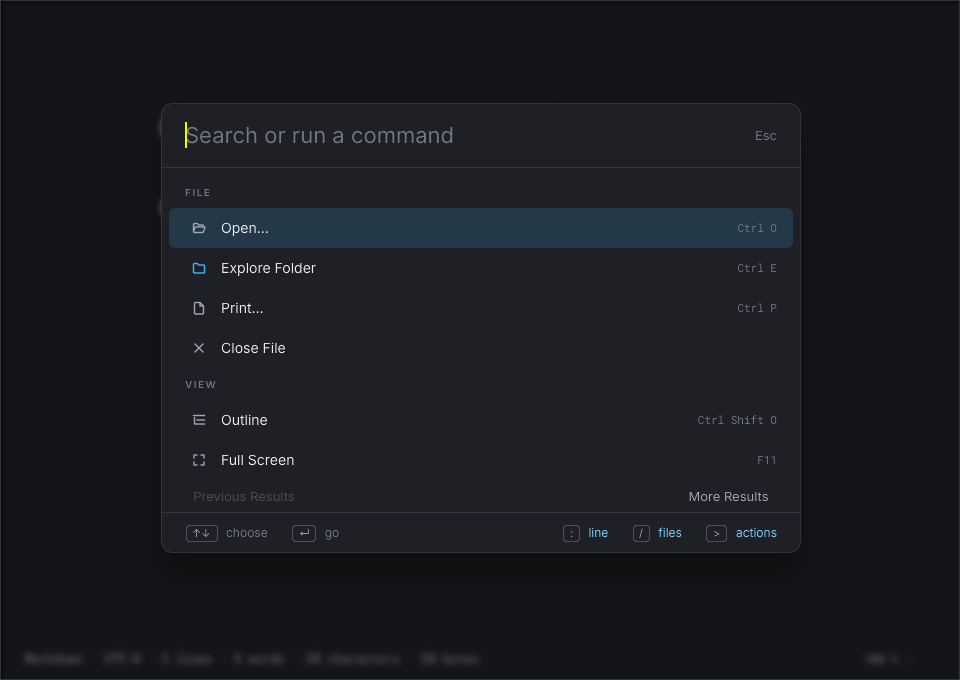 Search or run a command Esc
FILE
Open... Ctrl O
Explore Folder Ctrl E
Print... Ctrl P
Close File
VIEW
Outline Ctrl Shift O
Full Screen F11
Previous Results More Results
↑↓ choose ↵ go : line / files > actions